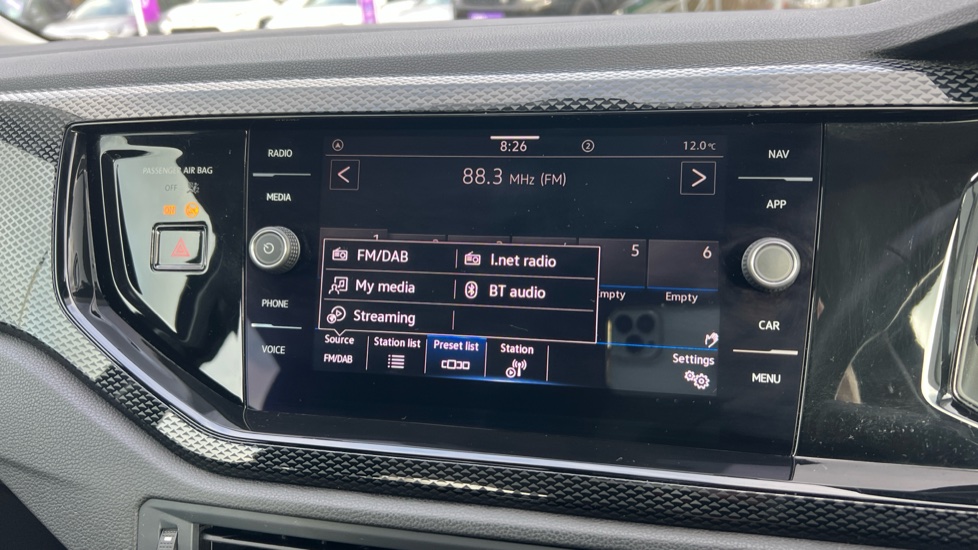 PASSENGER AIR BAG
OFF
RADIO
MEDIA
PHONE
VOICE
8:26
2
12.0 °C
88.3 MHz (FM)
5
6
mpty
Empty
FM/DAB
I.net radio
My media
BT audio
Streaming
Source
FM/DAB
Station list
Preset list
Station
Settings
NAV
APP
CAR
MENU